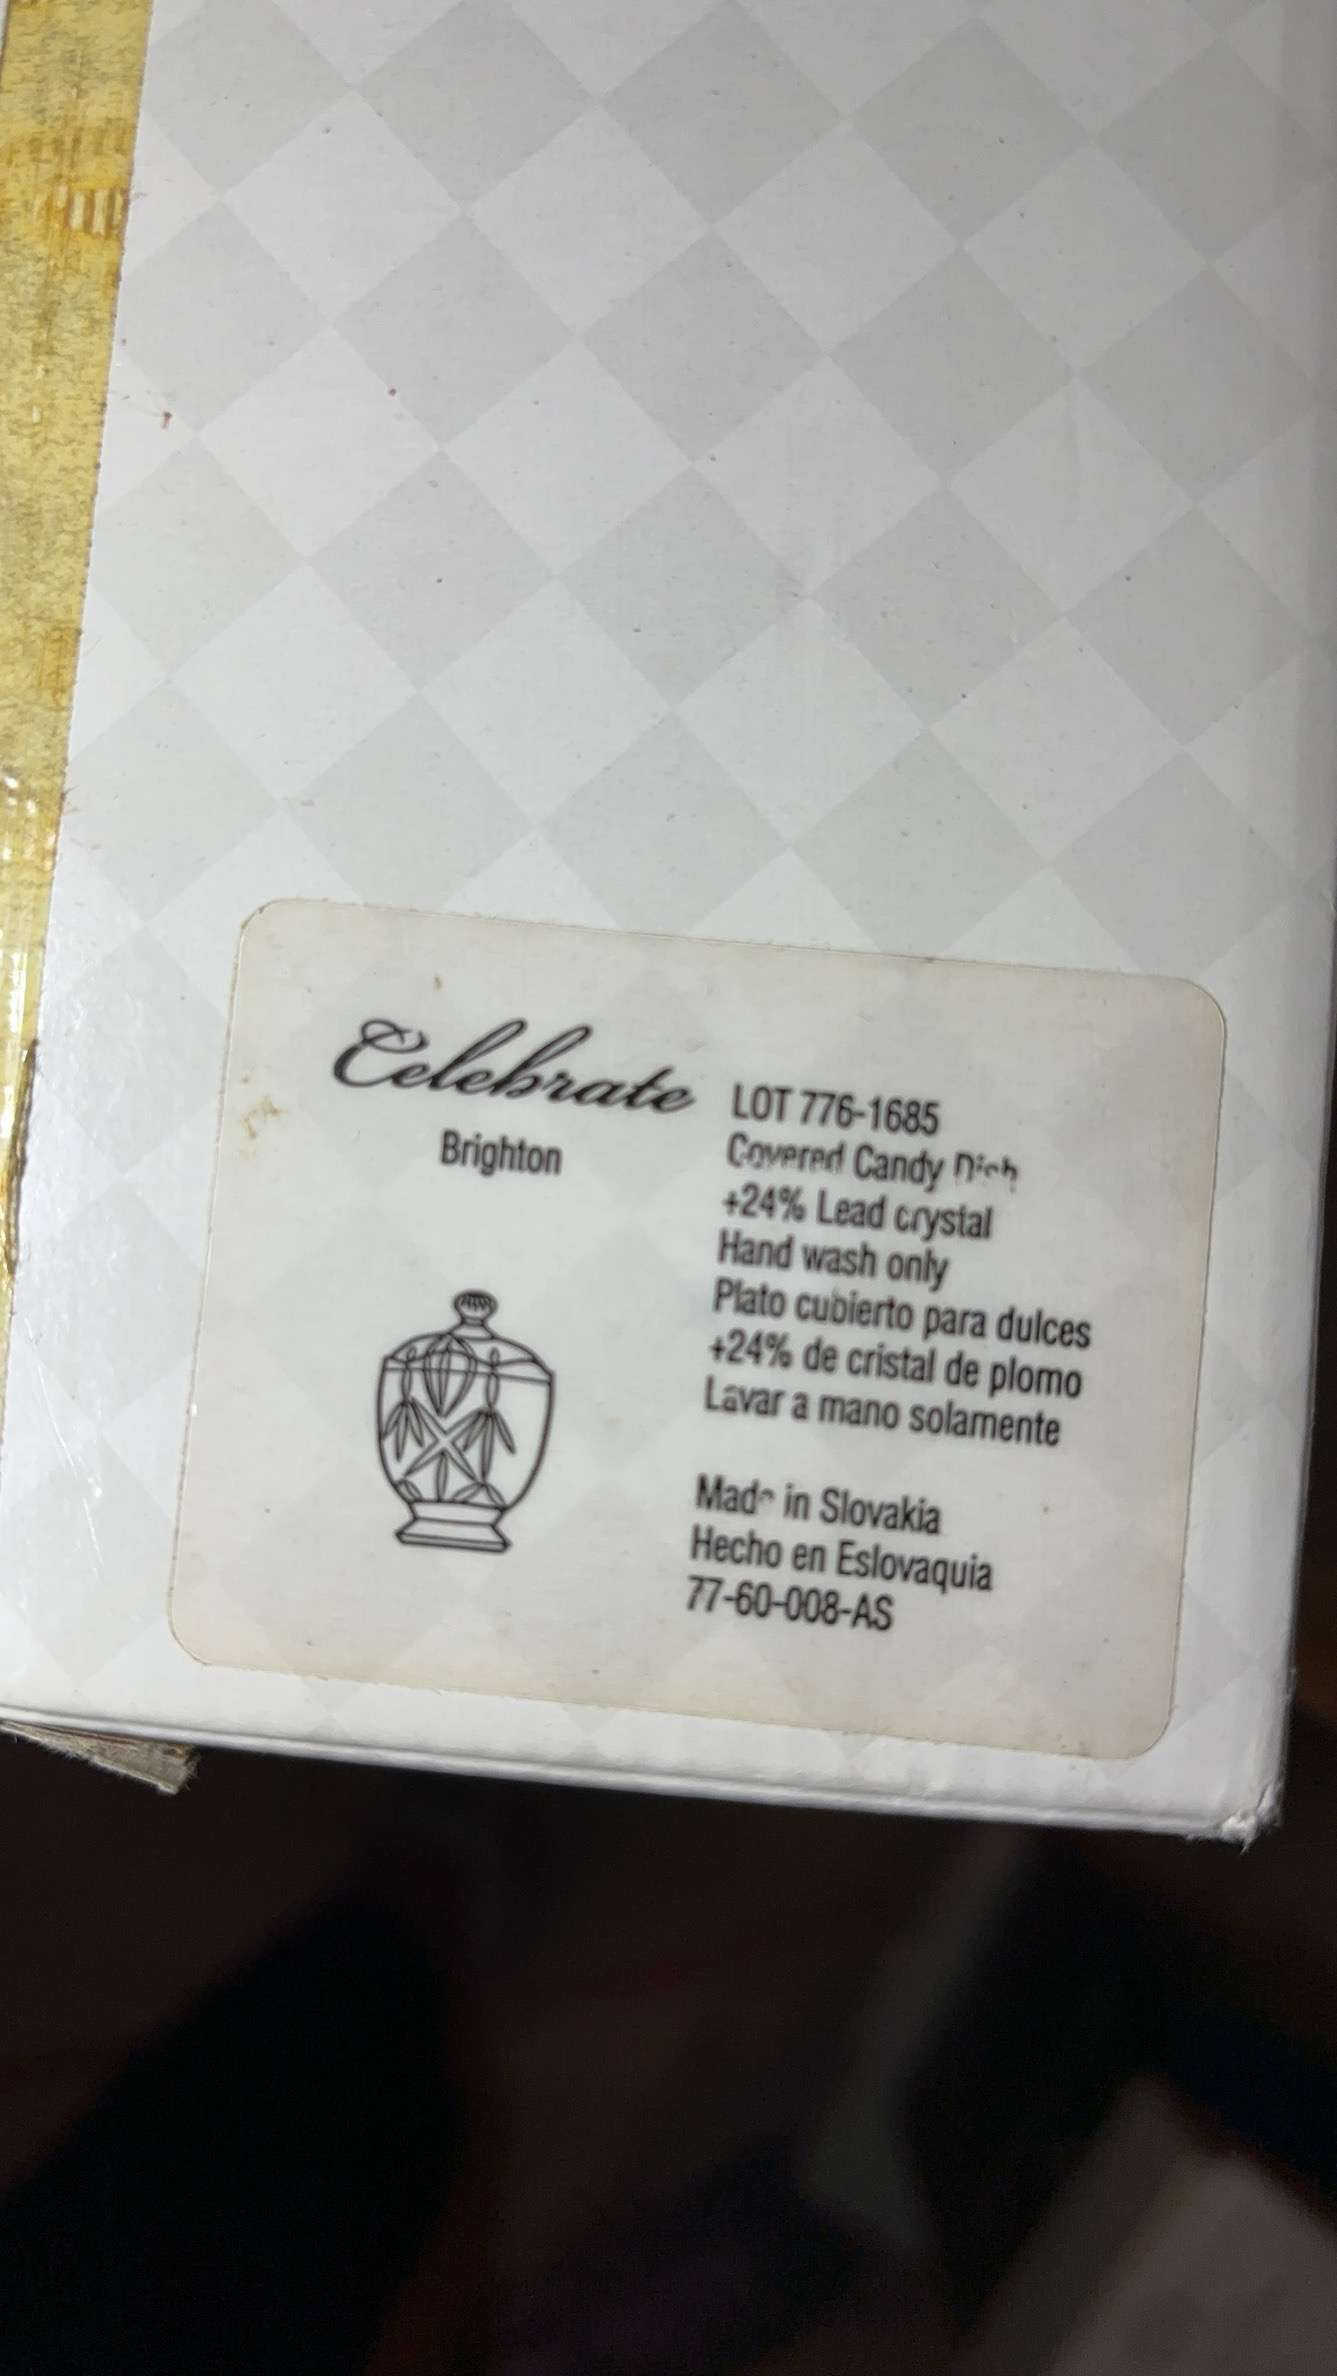 Celebrate
Brighton
LOT 776-1685
Covered Candy Dish
+24% Lead crystal
Hand wash only
Plato cubierto para dulces
+24% de cristal de plomo
Lavar a mano solamente
Made in Slovakia
Hecho en Eslovaquia
77-60-008-AS